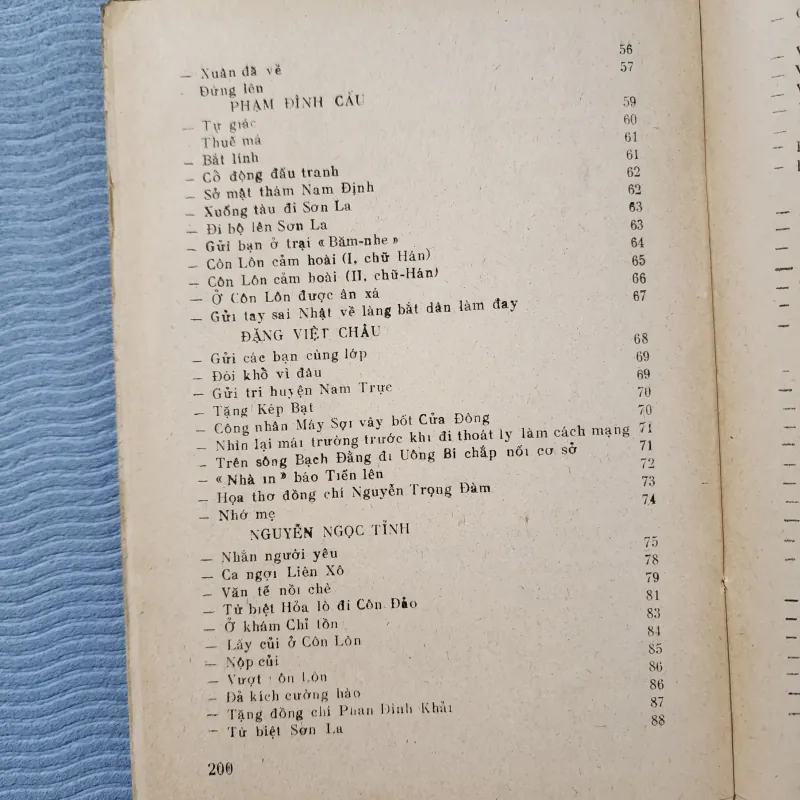 — Xuân đã về 56
Đứng lên 57
PHẠM ĐÌNH CẤU
— Tự giác 59
Thuế má 60
— Bắt lính 61
— Cổ động đấu tranh 61
— Sở mật thám Nam Định 62
— Xuống tàu đi Sơn La 62
— Đi bộ lên Sơn La 63
— Gửi bạn ở trại «Băm-nhe» 63
— Côn Lôn cảm hoài (I, chữ Hán) 64
— Côn Lôn cảm hoài (II, chữ-Hán) 65
— Ở Côn Lôn được ân xá 66
— Gửi tay sai Nhật về làng bắt dân làm đay 67
ĐẶNG VIỆT CHÂU
— Gửi các bạn cùng lớp 68
— Đói khổ vì đâu 69
— Gửi tri huyện Nam Trực 69
— Tặng Kép Bạt 70
— Công nhân Máy Sợi vây bốt Cửa Đông 70
— Nhìn lại mái trường trước khi đi thoát ly làm cách mạng 71
— Trên sông Bạch Đằng đi Uông Bí chắp nối cơ sở 71
— «Nhà in» báo Tiến lên 72
— Họa thơ đồng chí Nguyễn Trọng Đàm 73
— Nhớ mẹ 74
NGUYỄN NGỌC TỈNH
— Nhắn người yêu 75
— Ca ngợi Liên Xô 78
— Văn tế nồi chè 79
— Từ biệt Hỏa lò đi Côn Đảo 81
— Ở khám Chỉ tồn 83
— Lấy củi ở Côn Lôn 84
— Nộp củi 85
— Vượt ôn Lôn 86
— Đả kích cường hào 86
— Tặng đồng chí Phan Đình Khải 87
— Từ biệt Sơn La 88
200